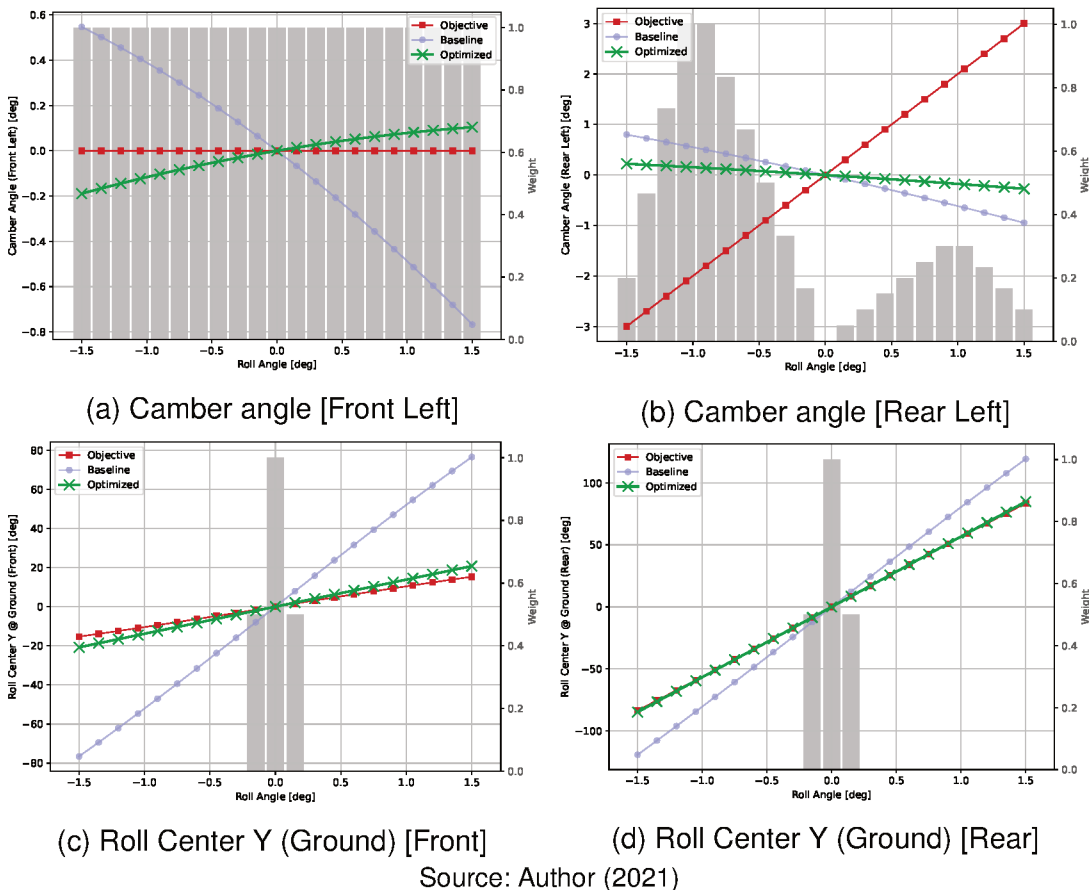 Objective
Baseline
Optimized
Camber Angle (Front Left) [deg]
0.6
0.4
0.2
0.0
−0.2
−0.4
−0.6
−0.8
1.0
0.8
0.6
0.4
0.2
0.0
Weight
−1.5 −1.0 −0.5 0.0 0.5 1.0 1.5
Roll Angle [deg]
(a) Camber angle [Front Left]
Objective
Baseline
Optimized
Camber Angle (Rear Left) [deg]
3
2
1
0
−1
−2
−3
1.0
0.8
0.6
0.4
0.2
0.0
Weight
−1.5 −1.0 −0.5 0.0 0.5 1.0 1.5
Roll Angle [deg]
(b) Camber angle [Rear Left]
Objective
Baseline
Optimized
Roll Center Y @ Ground (Front) [deg]
80
60
40
20
0
−20
−40
−60
−80
1.0
0.8
0.6
0.4
0.2
0.0
Weight
−1.5 −1.0 −0.5 0.0 0.5 1.0 1.5
Roll Angle [deg]
(c) Roll Center Y (Ground) [Front]
Objective
Baseline
Optimized
Roll Center Y @ Ground (Rear) [deg]
100
50
0
−50
−100
1.0
0.8
0.6
0.4
0.2
0.0
Weight
−1.5 −1.0 −0.5 0.0 0.5 1.0 1.5
Roll Angle [deg]
(d) Roll Center Y (Ground) [Rear]
Source: Author (2021)